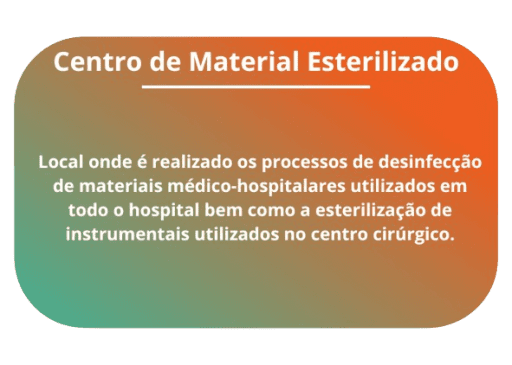 Centro de Material Esterilizado
Local onde é realizado os processos de desinfecção
de materiais médico-hospitalares utilizados em
todo o hospital bem como a esterilização de
instrumentais utilizados no centro cirúrgico.